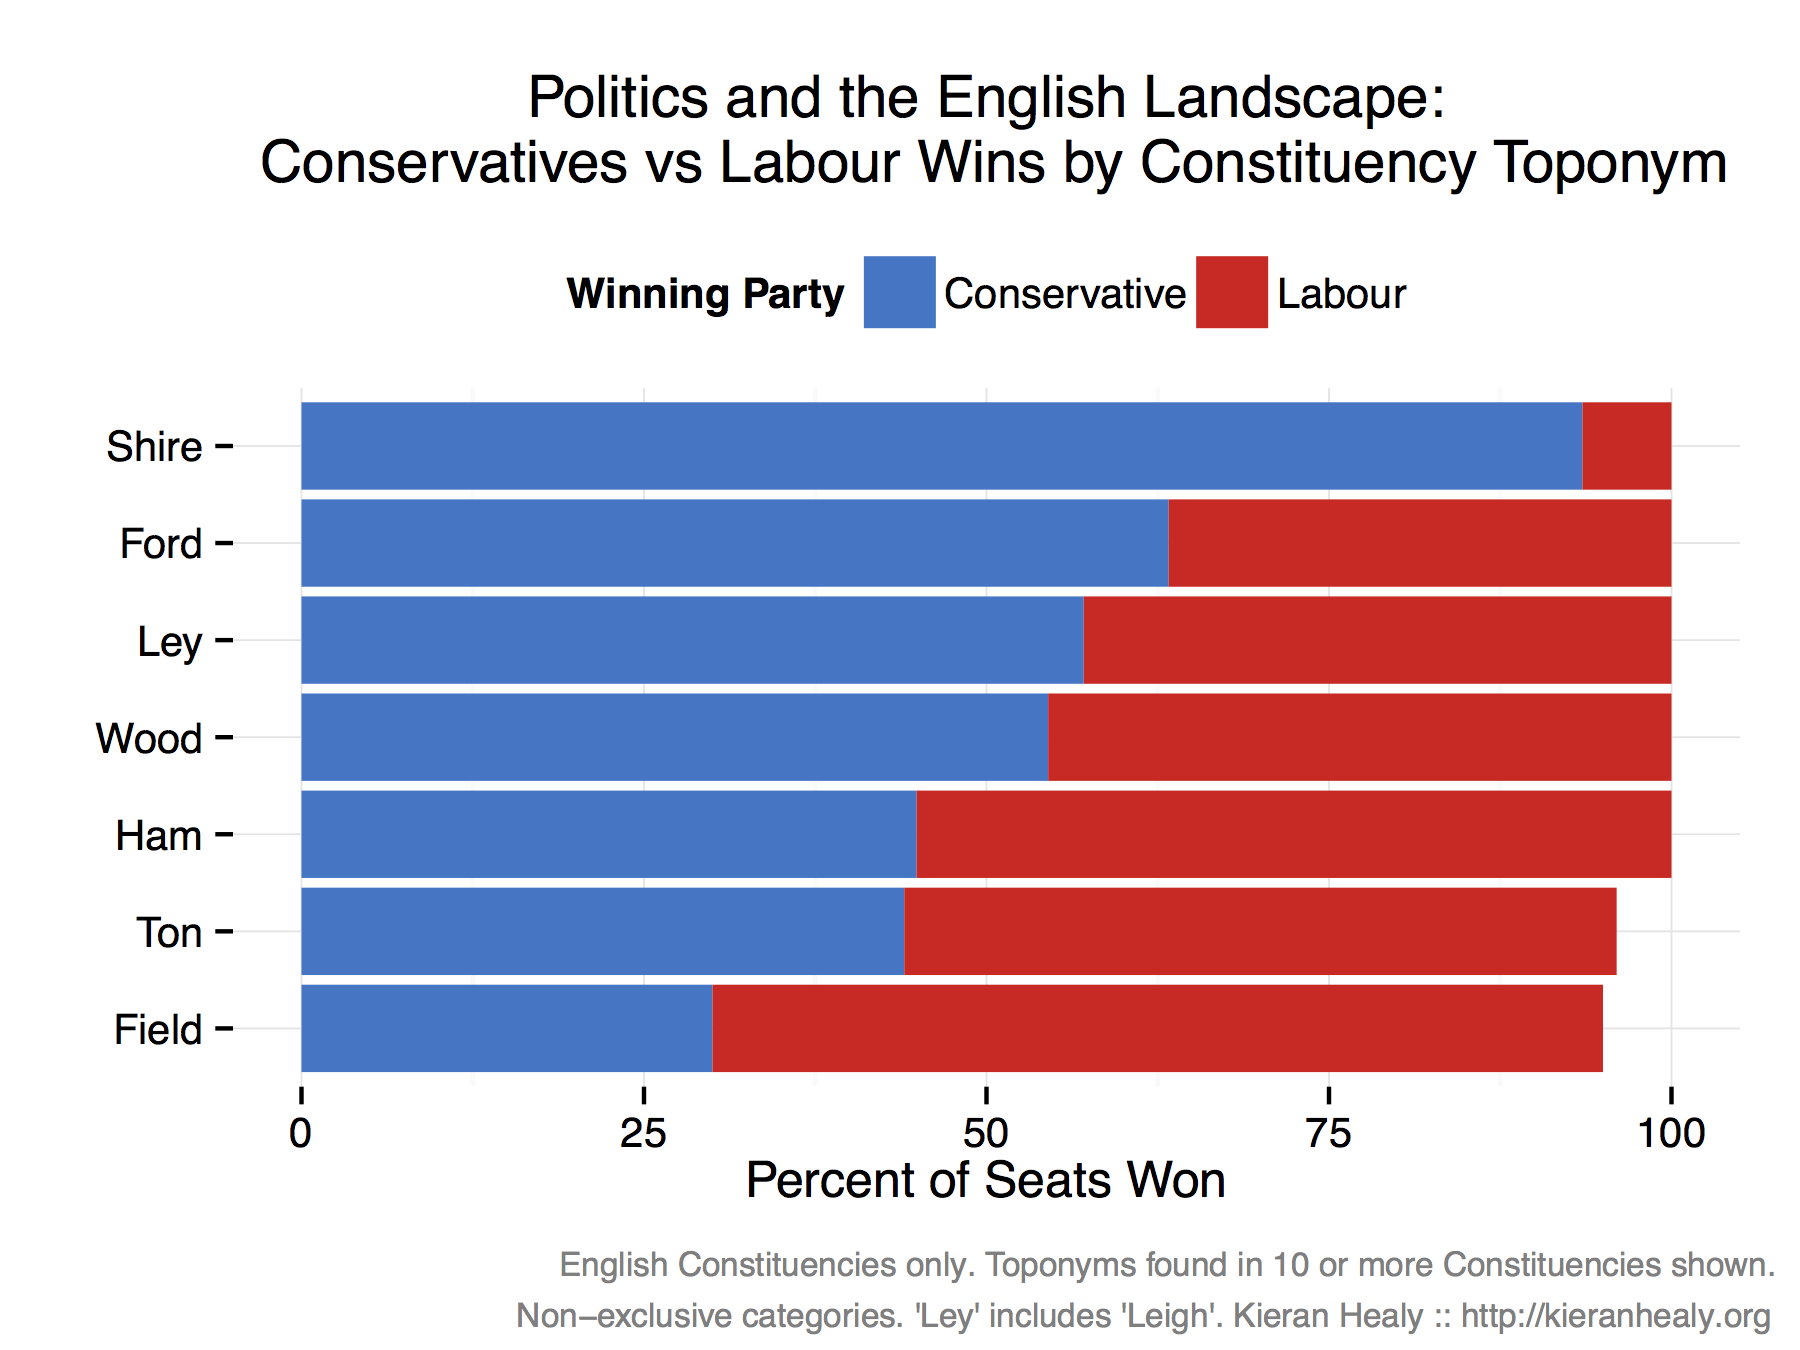 Politics and the English Landscape:
Conservatives vs Labour Wins by Constituency Toponym
Winning Party Conservative Labour
Shire
Ford
Ley
Wood
Ham
Ton
Field
0 25 50 75 100
Percent of Seats Won
English Constituencies only. Toponyms found in 10 or more Constituencies shown.
Non−exclusive categories. 'Ley' includes 'Leigh'. Kieran Healy :: http://kieranhealy.org